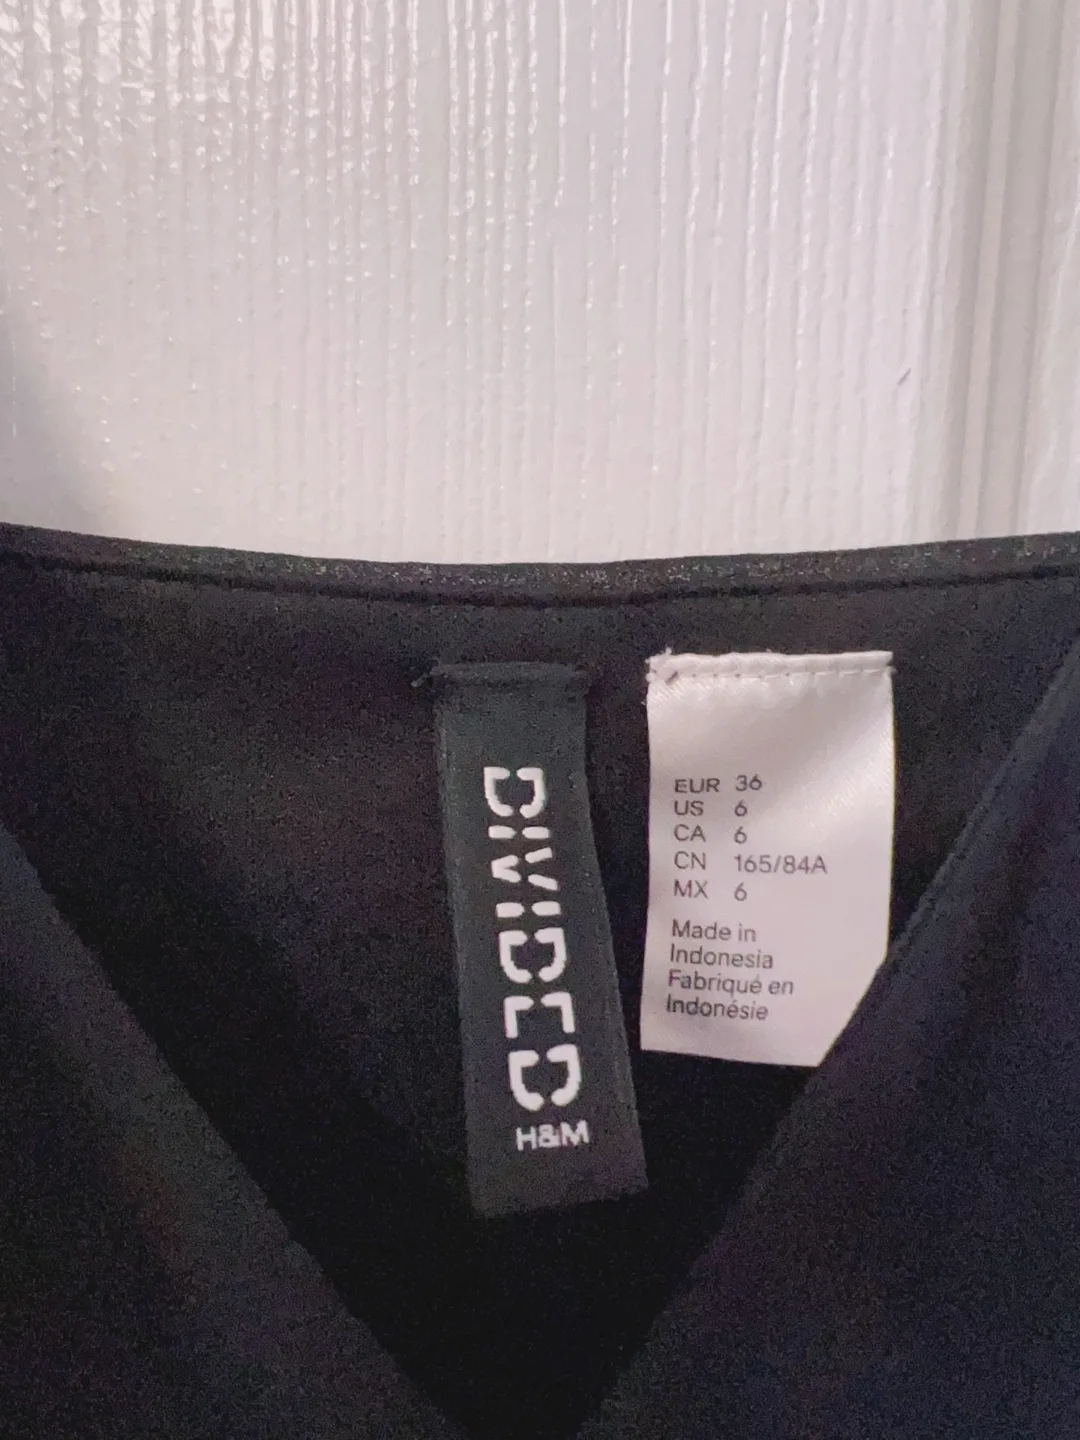 DIVIDED
H&M
EUR 36
US 6
CA 6
CN 165/84A
MX 6
Made in
Indonesia
Fabriqué en
Indonésie